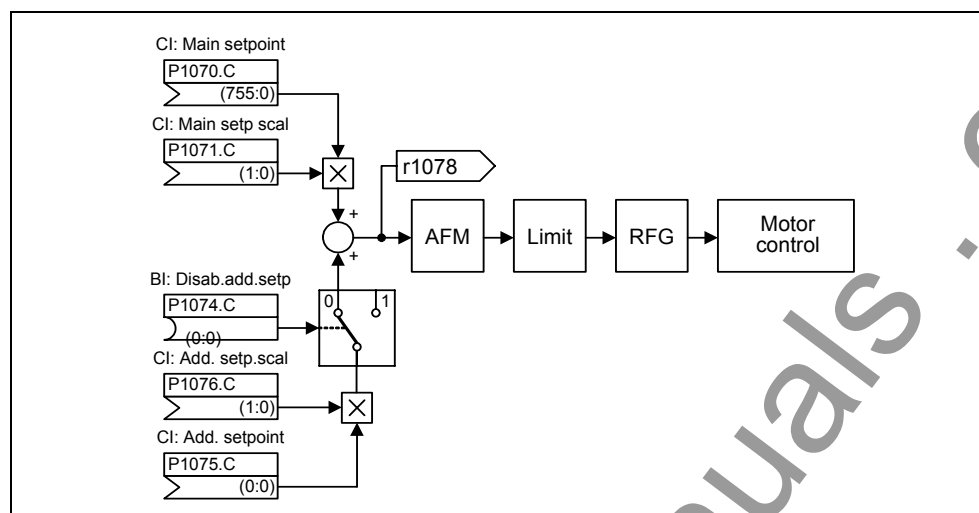 CI: Main setpoint
P1070.C
(755:0)
CI: Main setp scal
P1071.C
(1:0)
×
r1078
+
+
AFM
Limit
RFG
Motor
control
BI: Disab.add.setp
P1074.C
(0:0)
0
1
CI: Add. setp.scal
P1076.C
(1:0)
×
CI: Add. setpoint
P1075.C
(0:0)